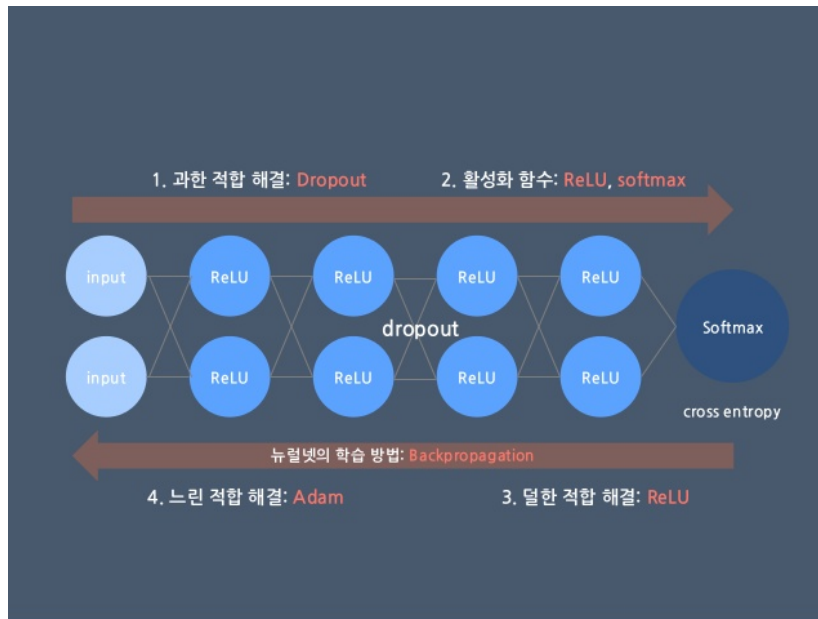 1. 과한 적합 해결: Dropout
2. 활성화 함수: ReLU, softmax
input
ReLU
ReLU
ReLU
ReLU
dropout
Softmax
input
ReLU
ReLU
ReLU
ReLU
cross entropy
뉴럴넷의 학습 방법: Backpropagation
4. 느린 적합 해결: Adam
3. 덜한 적합 해결: ReLU